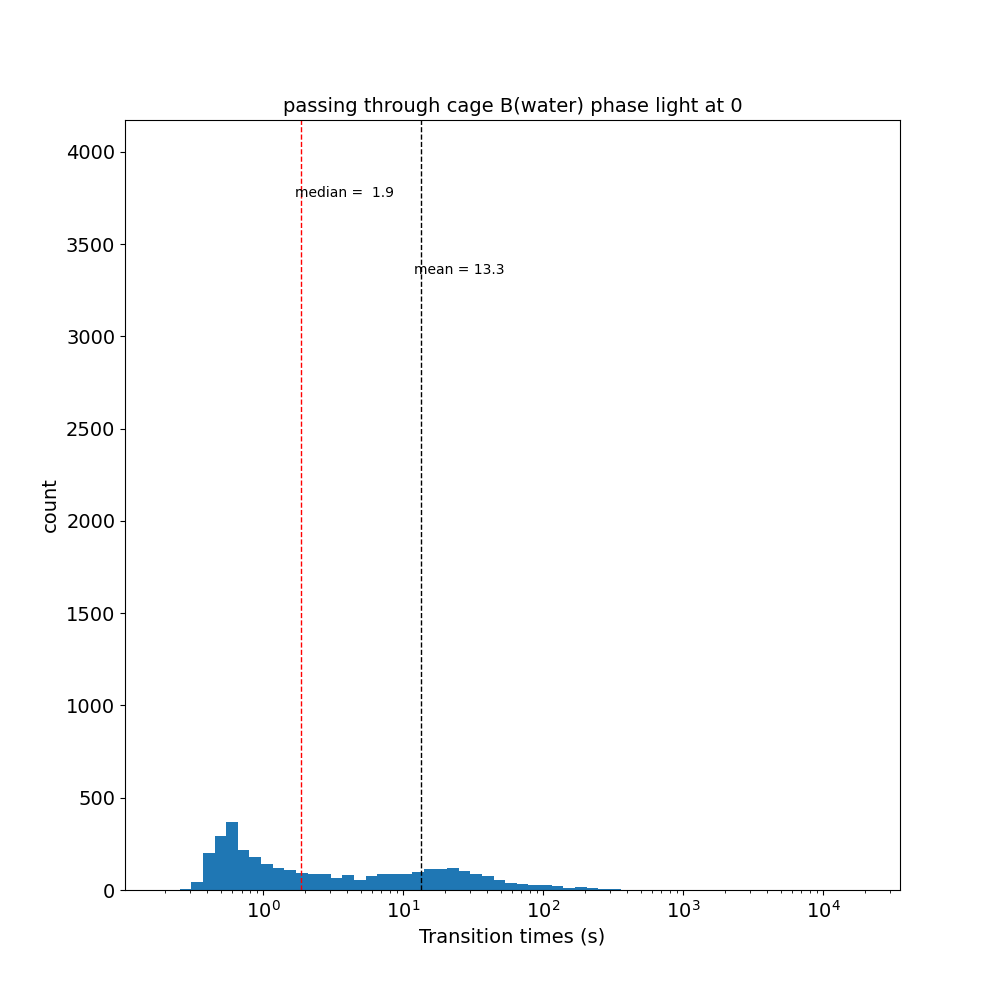 passing through cage B(water) phase light at 0
4000
median =  1.9
3500
mean = 13.3
3000
2500
2000
count
1500
1000
500
0
10⁰ 10¹ 10² 10³ 10⁴
Transition times (s)